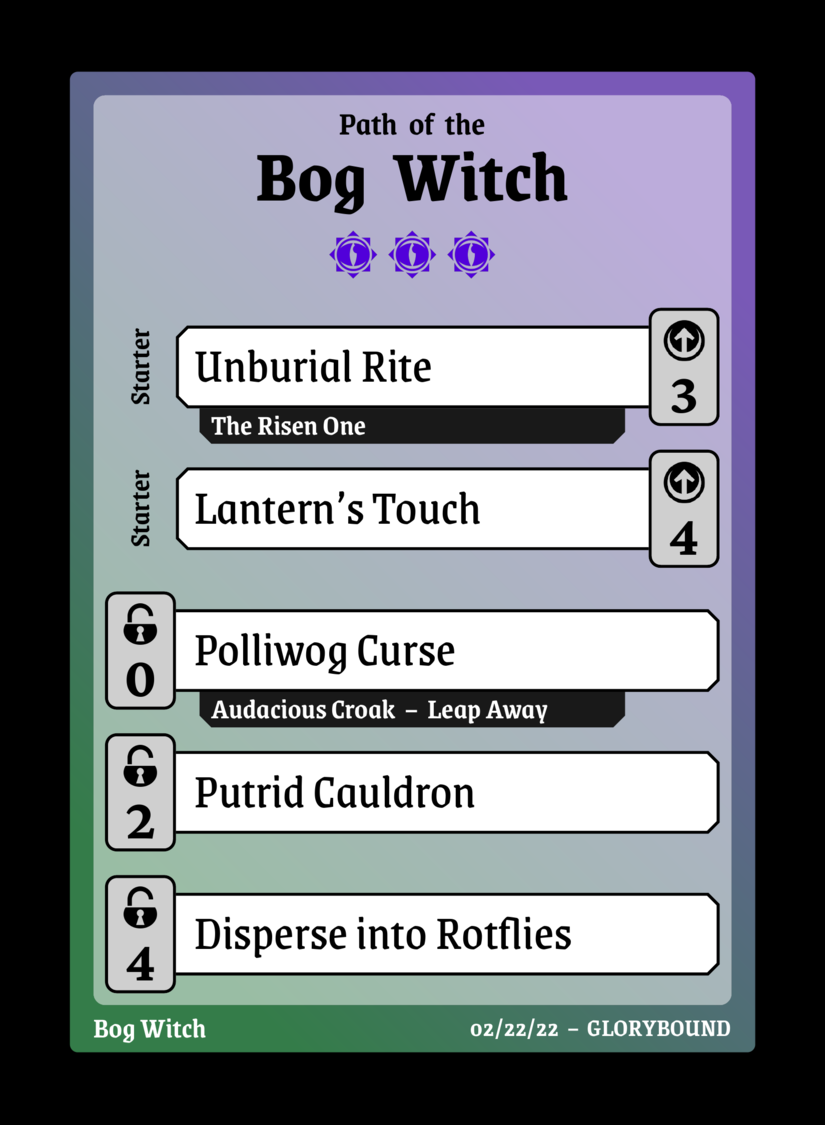 Path of the
Bog Witch
Starter
Unburial Rite
3
The Risen One
Starter
Lantern’s Touch
4
0
Polliwog Curse
Audacious Croak – Leap Away
2
Putrid Cauldron
4
Disperse into Rotflies
Bog Witch
02/22/22 – GLORYBOUND